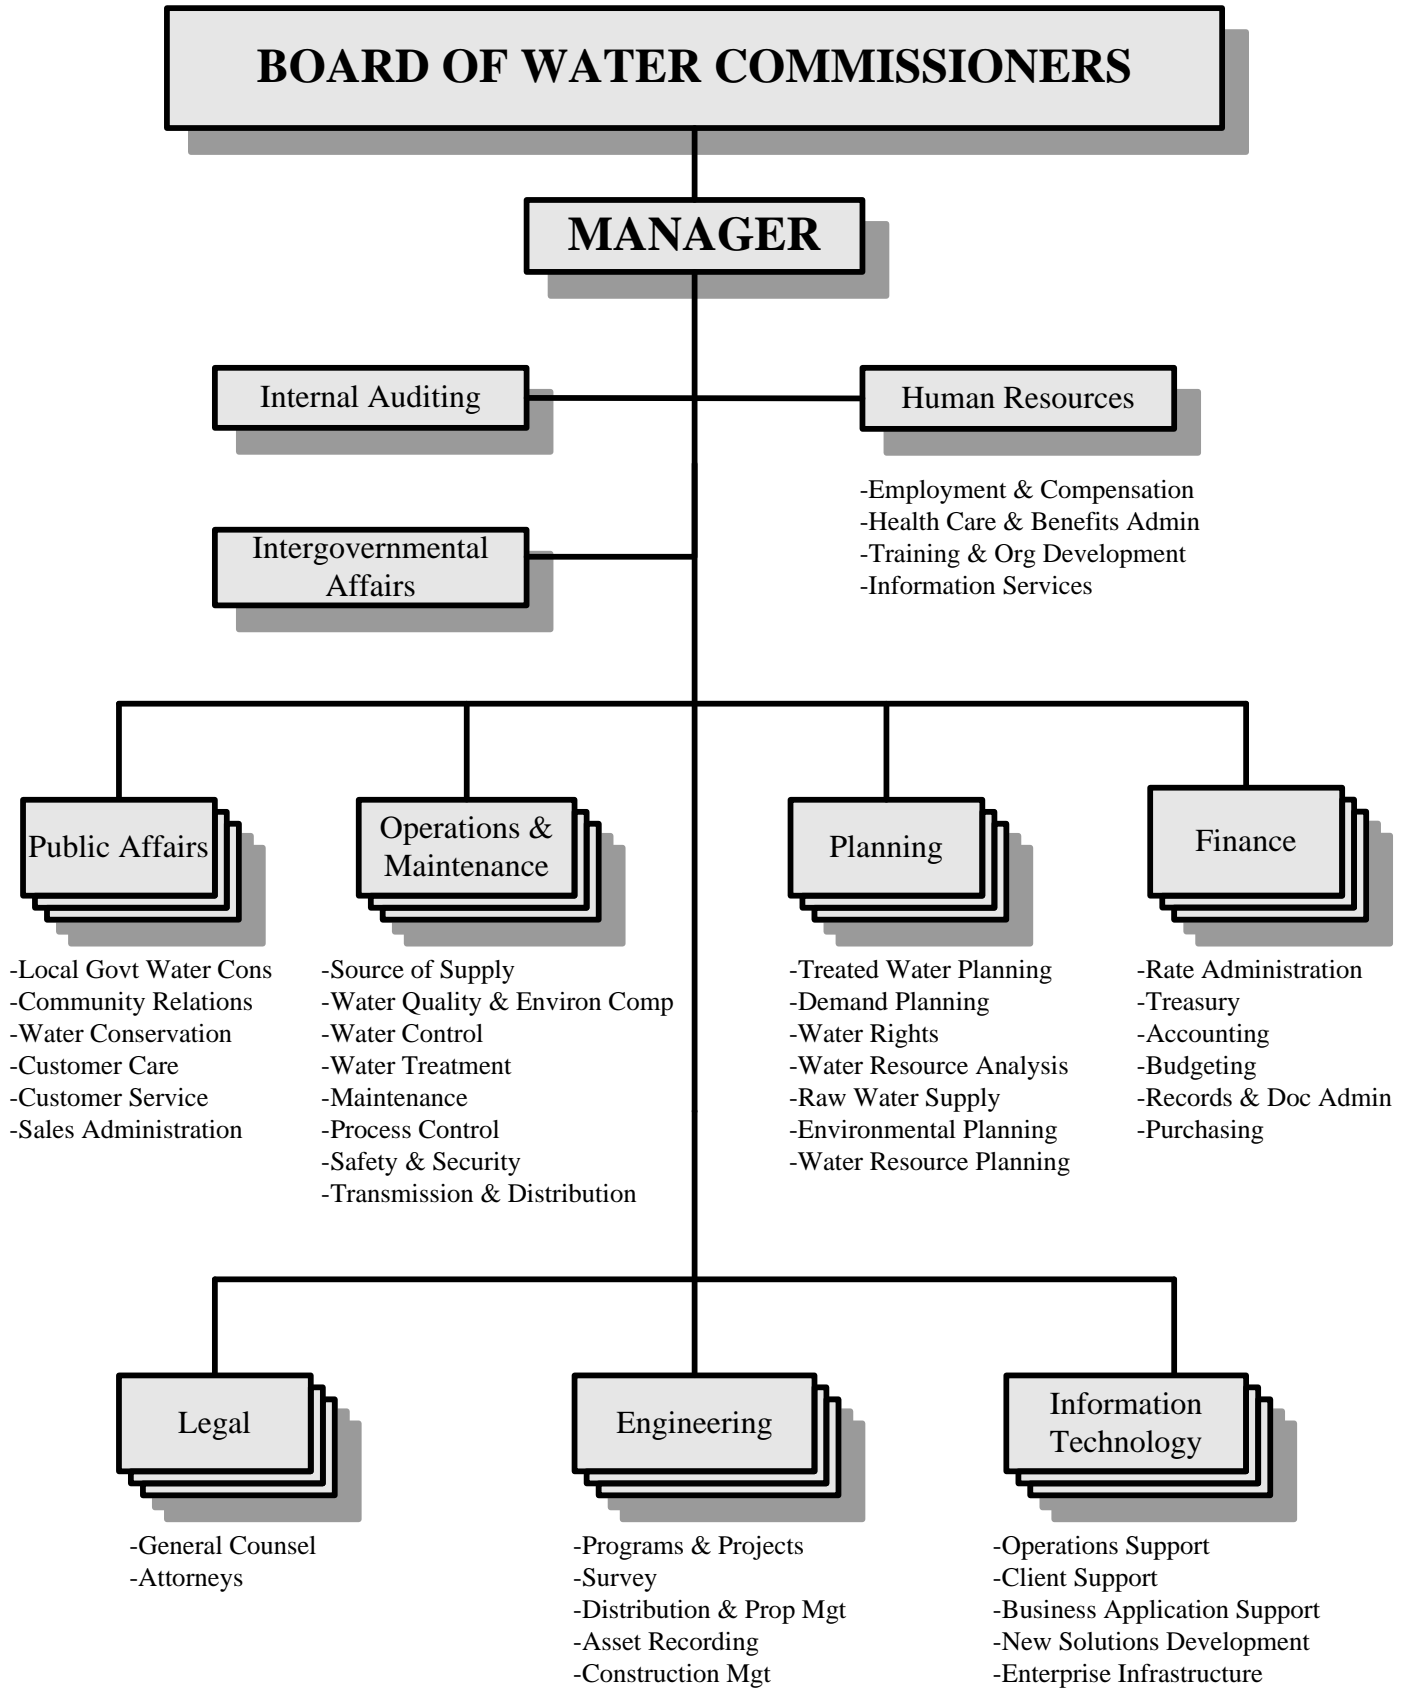 BOARD OF WATER COMMISSIONERS
MANAGER
Internal Auditing
Human Resources
-Employment & Compensation
-Health Care & Benefits Admin
-Training & Org Development
-Information Services
Intergovernmental
Affairs
Public Affairs
-Local Govt Water Cons
-Community Relations
-Water Conservation
-Customer Care
-Customer Service
-Sales Administration
Operations &
Maintenance
-Source of Supply
-Water Quality & Environ Comp
-Water Control
-Water Treatment
-Maintenance
-Process Control
-Safety & Security
-Transmission & Distribution
Planning
-Treated Water Planning
-Demand Planning
-Water Rights
-Water Resource Analysis
-Raw Water Supply
-Environmental Planning
-Water Resource Planning
Finance
-Rate Administration
-Treasury
-Accounting
-Budgeting
-Records & Doc Admin
-Purchasing
Legal
-General Counsel
-Attorneys
Engineering
-Programs & Projects
-Survey
-Distribution & Prop Mgt
-Asset Recording
-Construction Mgt
Information
Technology
-Operations Support
-Client Support
-Business Application Support
-New Solutions Development
-Enterprise Infrastructure